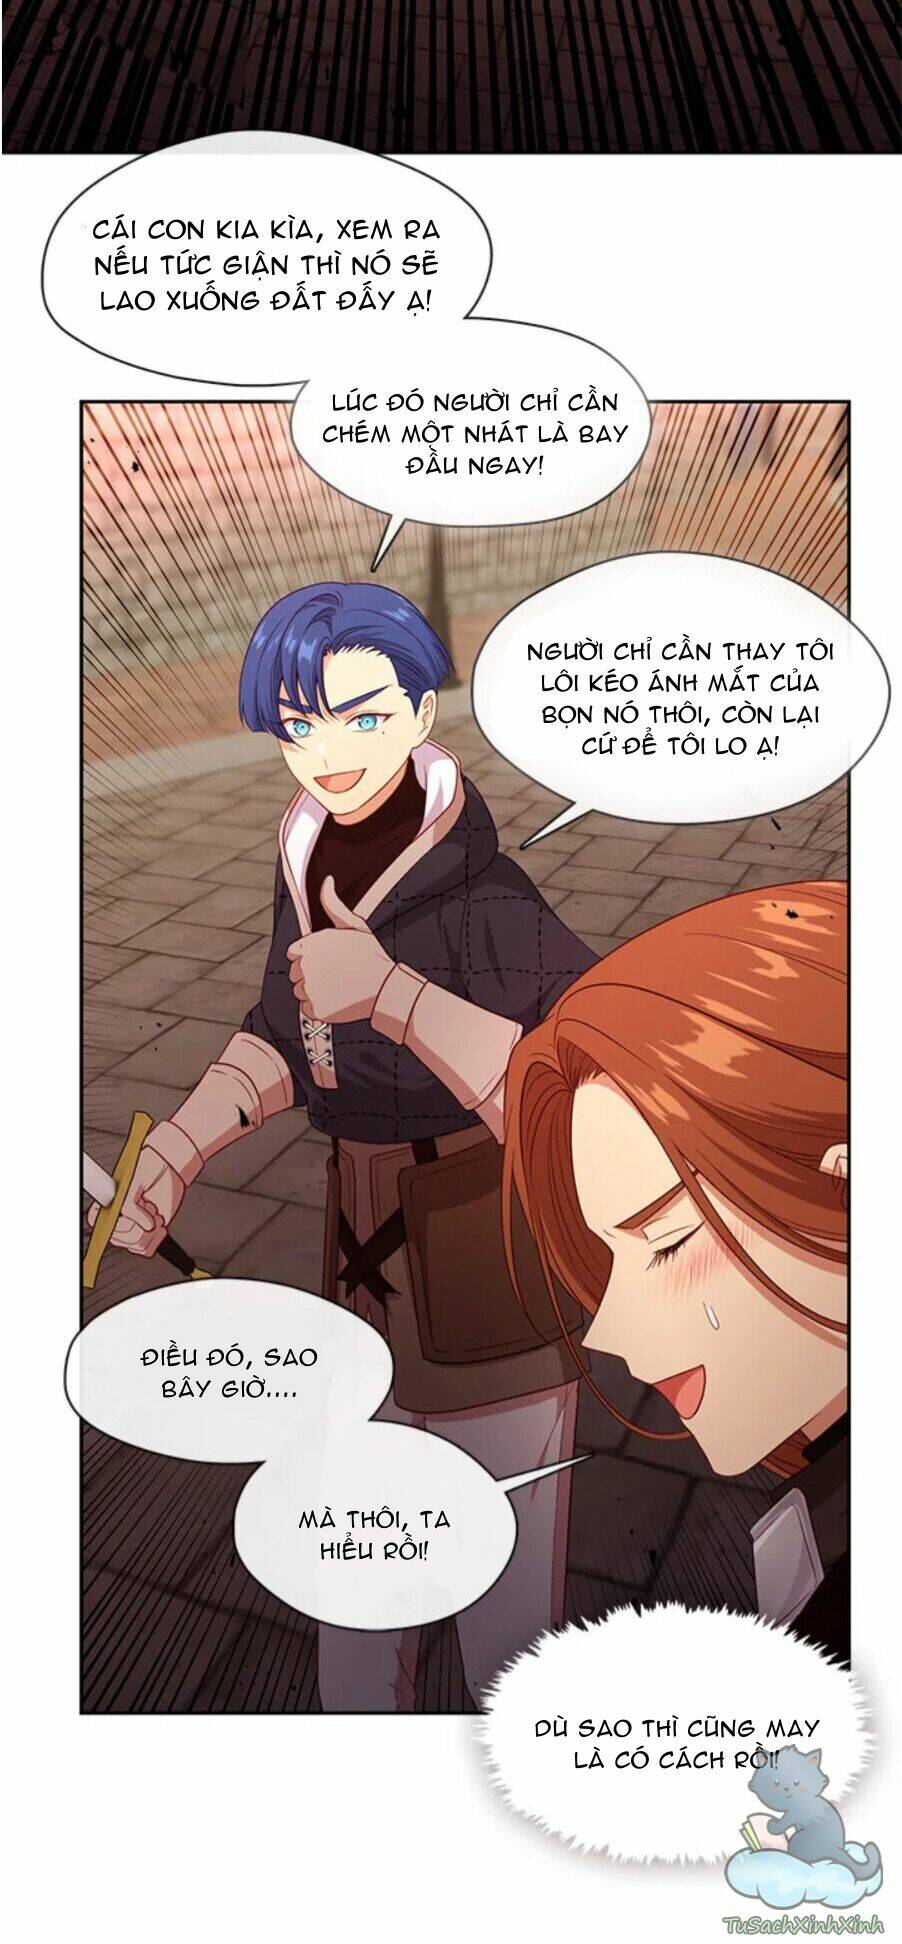 CÁI CON KIA KÌA, XEM RA
NẾU TỨC GIẬN THÌ NÓ SẼ
LAO XUỐNG ĐẤT ĐẤY Ạ!
LÚC ĐÓ NGƯỜI CHỈ CẦN
CHÉM MỘT NHÁT LÀ BAY
ĐẦU NGAY!
NGƯỜI CHỈ CẦN THAY TÔI
LÔI KÉO ÁNH MẮT CỦA
BỌN NÓ THÔI, CÒN LẠI
CỨ ĐỂ TÔI LO Ạ!
ĐIỀU ĐÓ, SAO
BÂY GIỜ....
MÀ THÔI, TA
HIỂU RỒI!
DÙ SAO THÌ CŨNG MAY
LÀ CÓ CÁCH RỒI!
TuSachXinhXinh